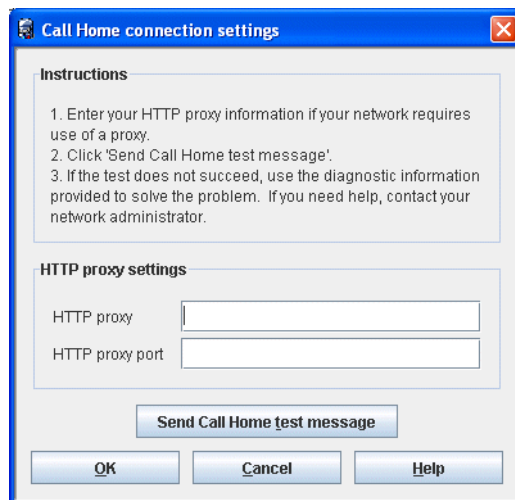 Call Home connection settings
Instructions
1. Enter your HTTP proxy information if your network requires
use of a proxy.
2. Click 'Send Call Home test message'.
3. If the test does not succeed, use the diagnostic information
provided to solve the problem.  If you need help, contact your
network administrator.
HTTP proxy settings
HTTP proxy
HTTP proxy port
Send Call Home test message
OK Cancel Help